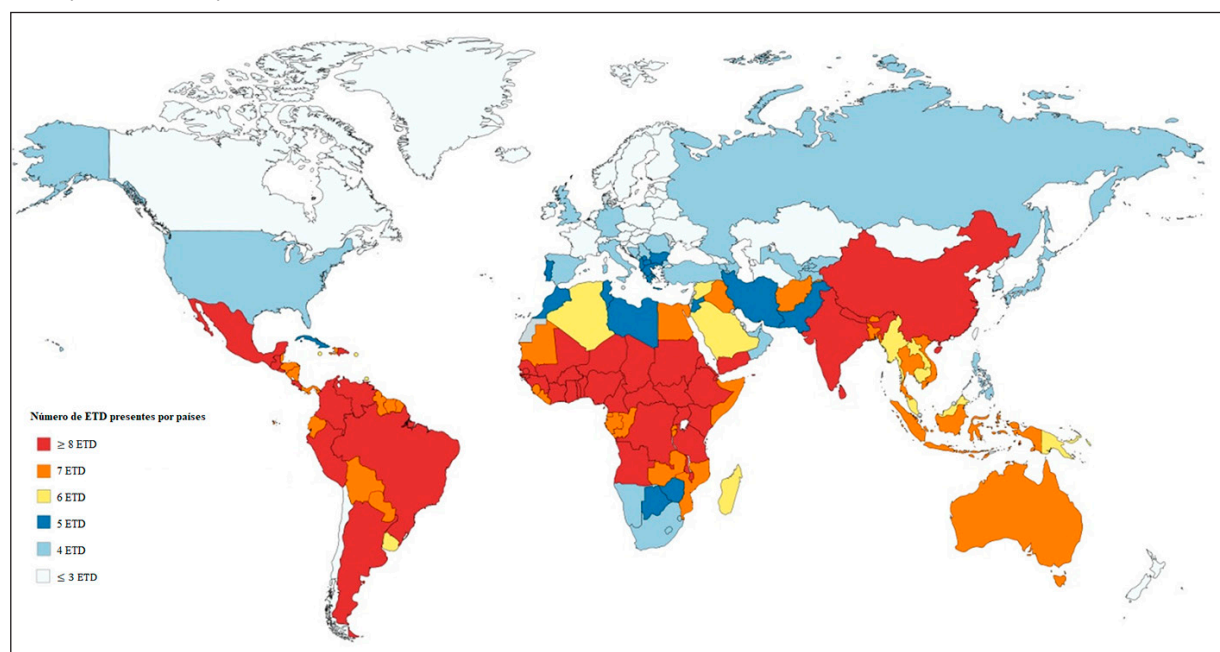 Número de ETD presentes por países
≥ 8 ETD
7 ETD
6 ETD
5 ETD
4 ETD
≤ 3 ETD